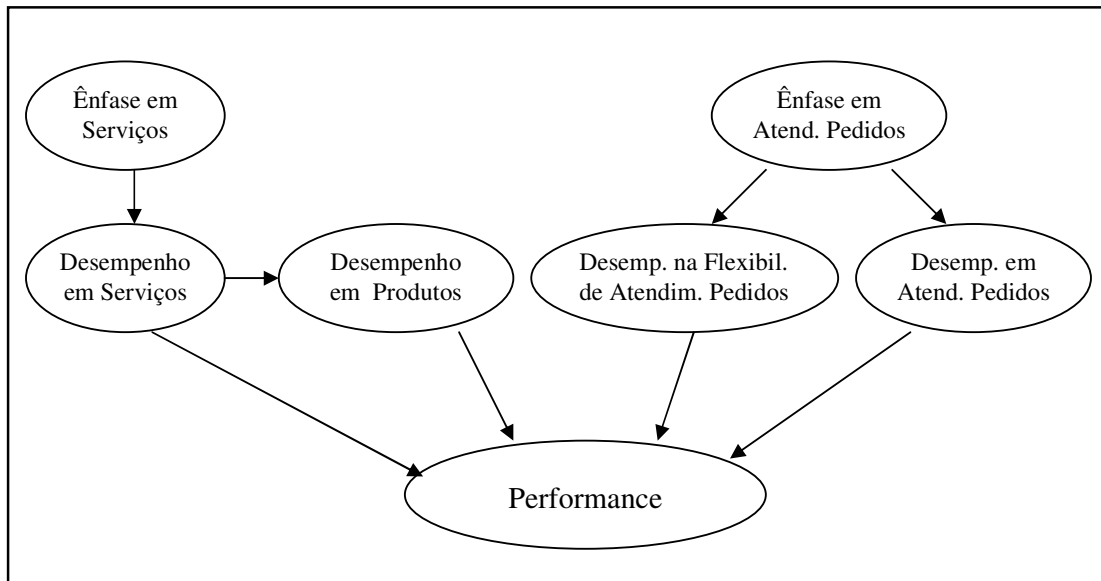 Ênfase em
Serviços
Ênfase em
Atend. Pedidos
Desempenho
em Serviços
Desempenho
em Produtos
Desemp. na Flexibil.
de Atendim. Pedidos
Desemp. em
Atend. Pedidos
Performance